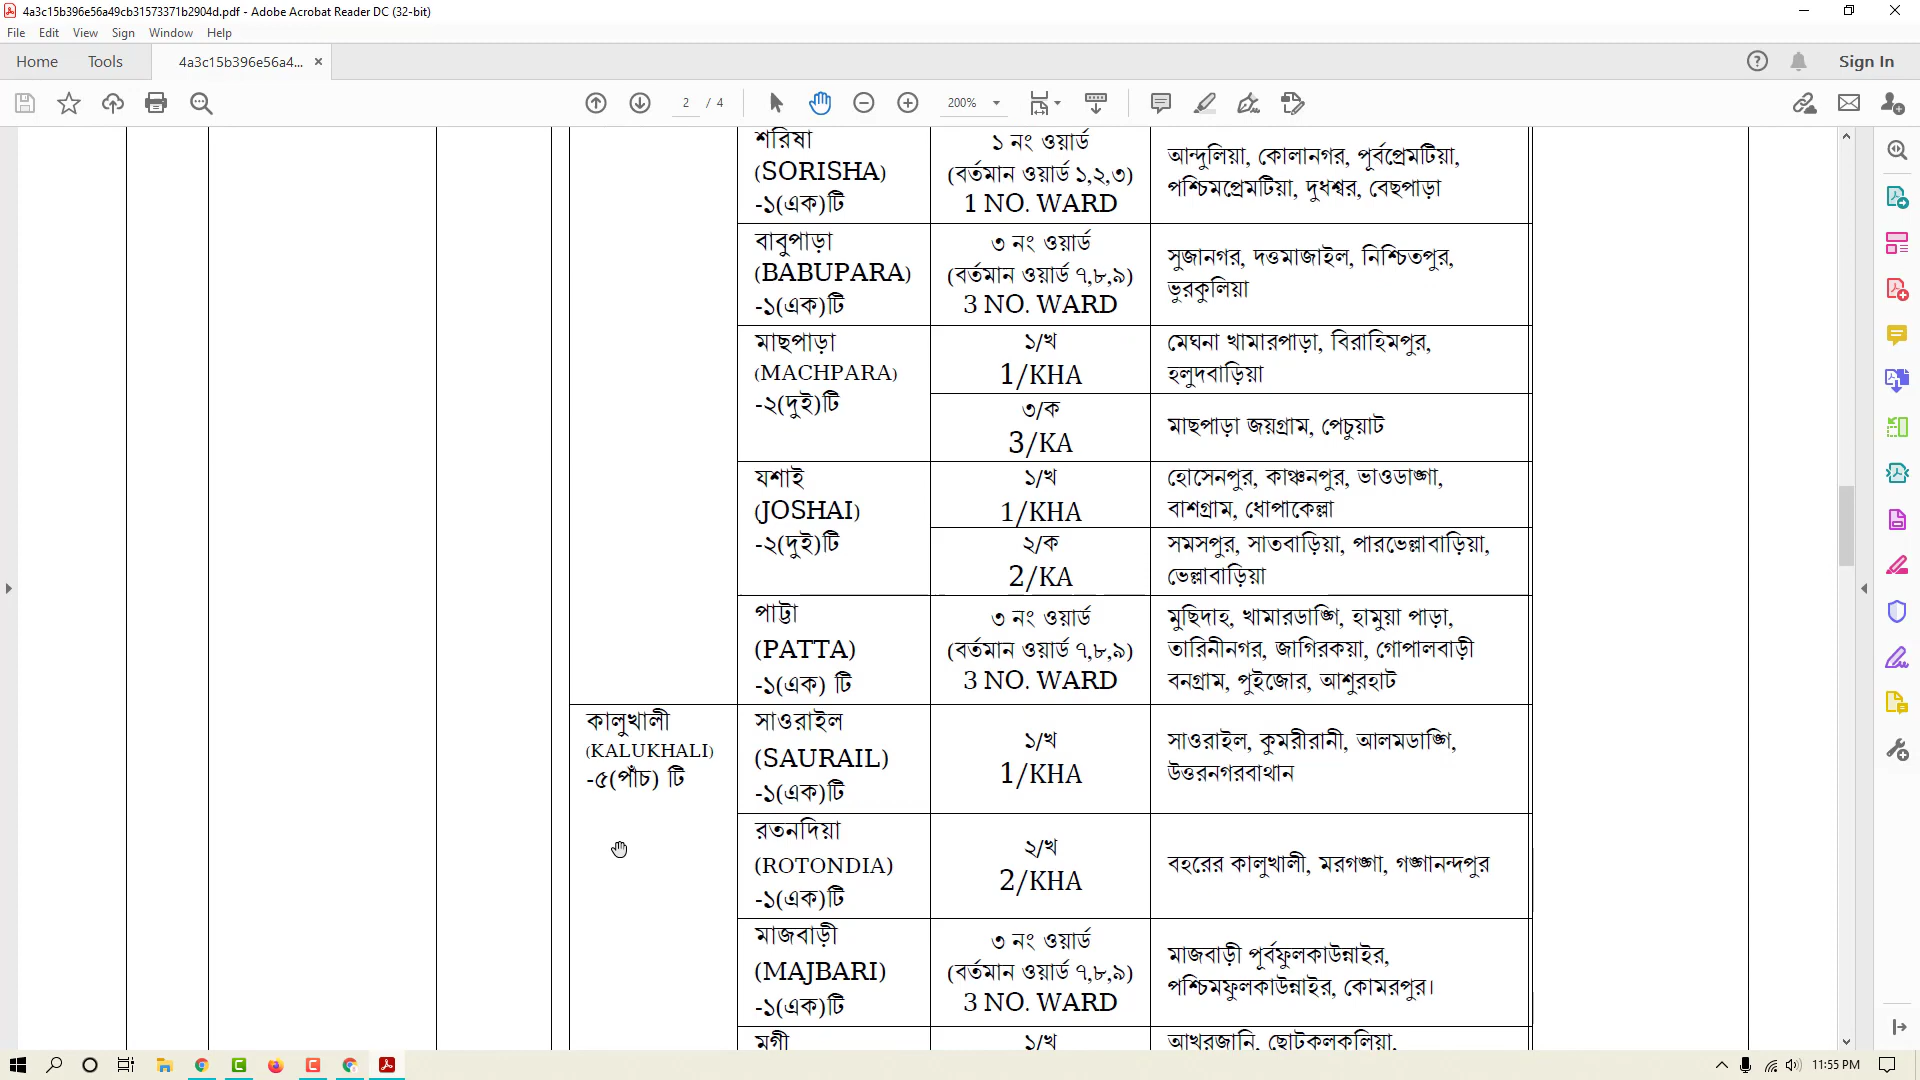 4a3c15b396e56a49cb31573371b2904d.pdf - Adobe Acrobat Reader DC (32-bit)
File Edit View Sign Window Help
Home Tools 4a3c15b396e56a4... × Sign In
2 / 4 200%
শরিষা
(SORISHA)
-১(এক)টি
১ নং ওয়ার্ড
(বর্তমান ওয়ার্ড ১,২,৩)
1 NO. WARD
আন্দুলিয়া, কোলানগর, পূর্বপ্রেমটিয়া,
পশ্চিমপ্রেমটিয়া, দুধশ্বর, বেছপাড়া
বাবুপাড়া
(BABUPARA)
-১(এক)টি
৩ নং ওয়ার্ড
(বর্তমান ওয়ার্ড ৭,৮,৯)
3 NO. WARD
সুজানগর, দত্তমাজাইল, নিশ্চিতপুর,
ভুরকুলিয়া
মাছপাড়া
(MACHPARA)
-২(দুই)টি
১/খ
1/KHA
মেঘনা খামারপাড়া, বিরাহিমপুর,
হলুদবাড়িয়া
৩/ক
3/KA
মাছপাড়া জয়গ্রাম, পেচুয়াট
যশাই
(JOSHAI)
-২(দুই)টি
১/খ
1/KHA
হোসেনপুর, কাঞ্চনপুর, ভাওডাঙ্গা,
বাশগ্রাম, ধোপাকেল্লা
২/ক
2/KA
সমসপুর, সাতবাড়িয়া, পারভেল্লাবাড়িয়া,
ভেল্লাবাড়িয়া
পাট্টা
(PATTA)
-১(এক) টি
৩ নং ওয়ার্ড
(বর্তমান ওয়ার্ড ৭,৮,৯)
3 NO. WARD
মুছিদাহ, খামারডাঙ্গি, হামুয়া পাড়া,
তারিনীনগর, জাগিরকয়া, গোপালবাড়ী
বনগ্রাম, পুইজোর, আশুরহাট
কালুখালী
(KALUKHALI)
-৫(পাঁচ) টি
সাওরাইল
(SAURAIL)
-১(এক)টি
১/খ
1/KHA
সাওরাইল, কুমরীরানী, আলমডাঙ্গি,
উত্তরনগরবাথান
রতনদিয়া
(ROTONDIA)
-১(এক)টি
২/খ
2/KHA
বহরের কালুখালী, মরগঙ্গা, গঙ্গানন্দপুর
মাজবাড়ী
(MAJBARI)
-১(এক)টি
৩ নং ওয়ার্ড
(বর্তমান ওয়ার্ড ৭,৮,৯)
3 NO. WARD
মাজবাড়ী পূর্বফুলকাউন্নাইর,
পশ্চিমফুলকাউন্নাইর, কোমরপুর।
মৃগী
১/খ
আখরজানি, ছোটকলকলিয়া,
11:55 PM